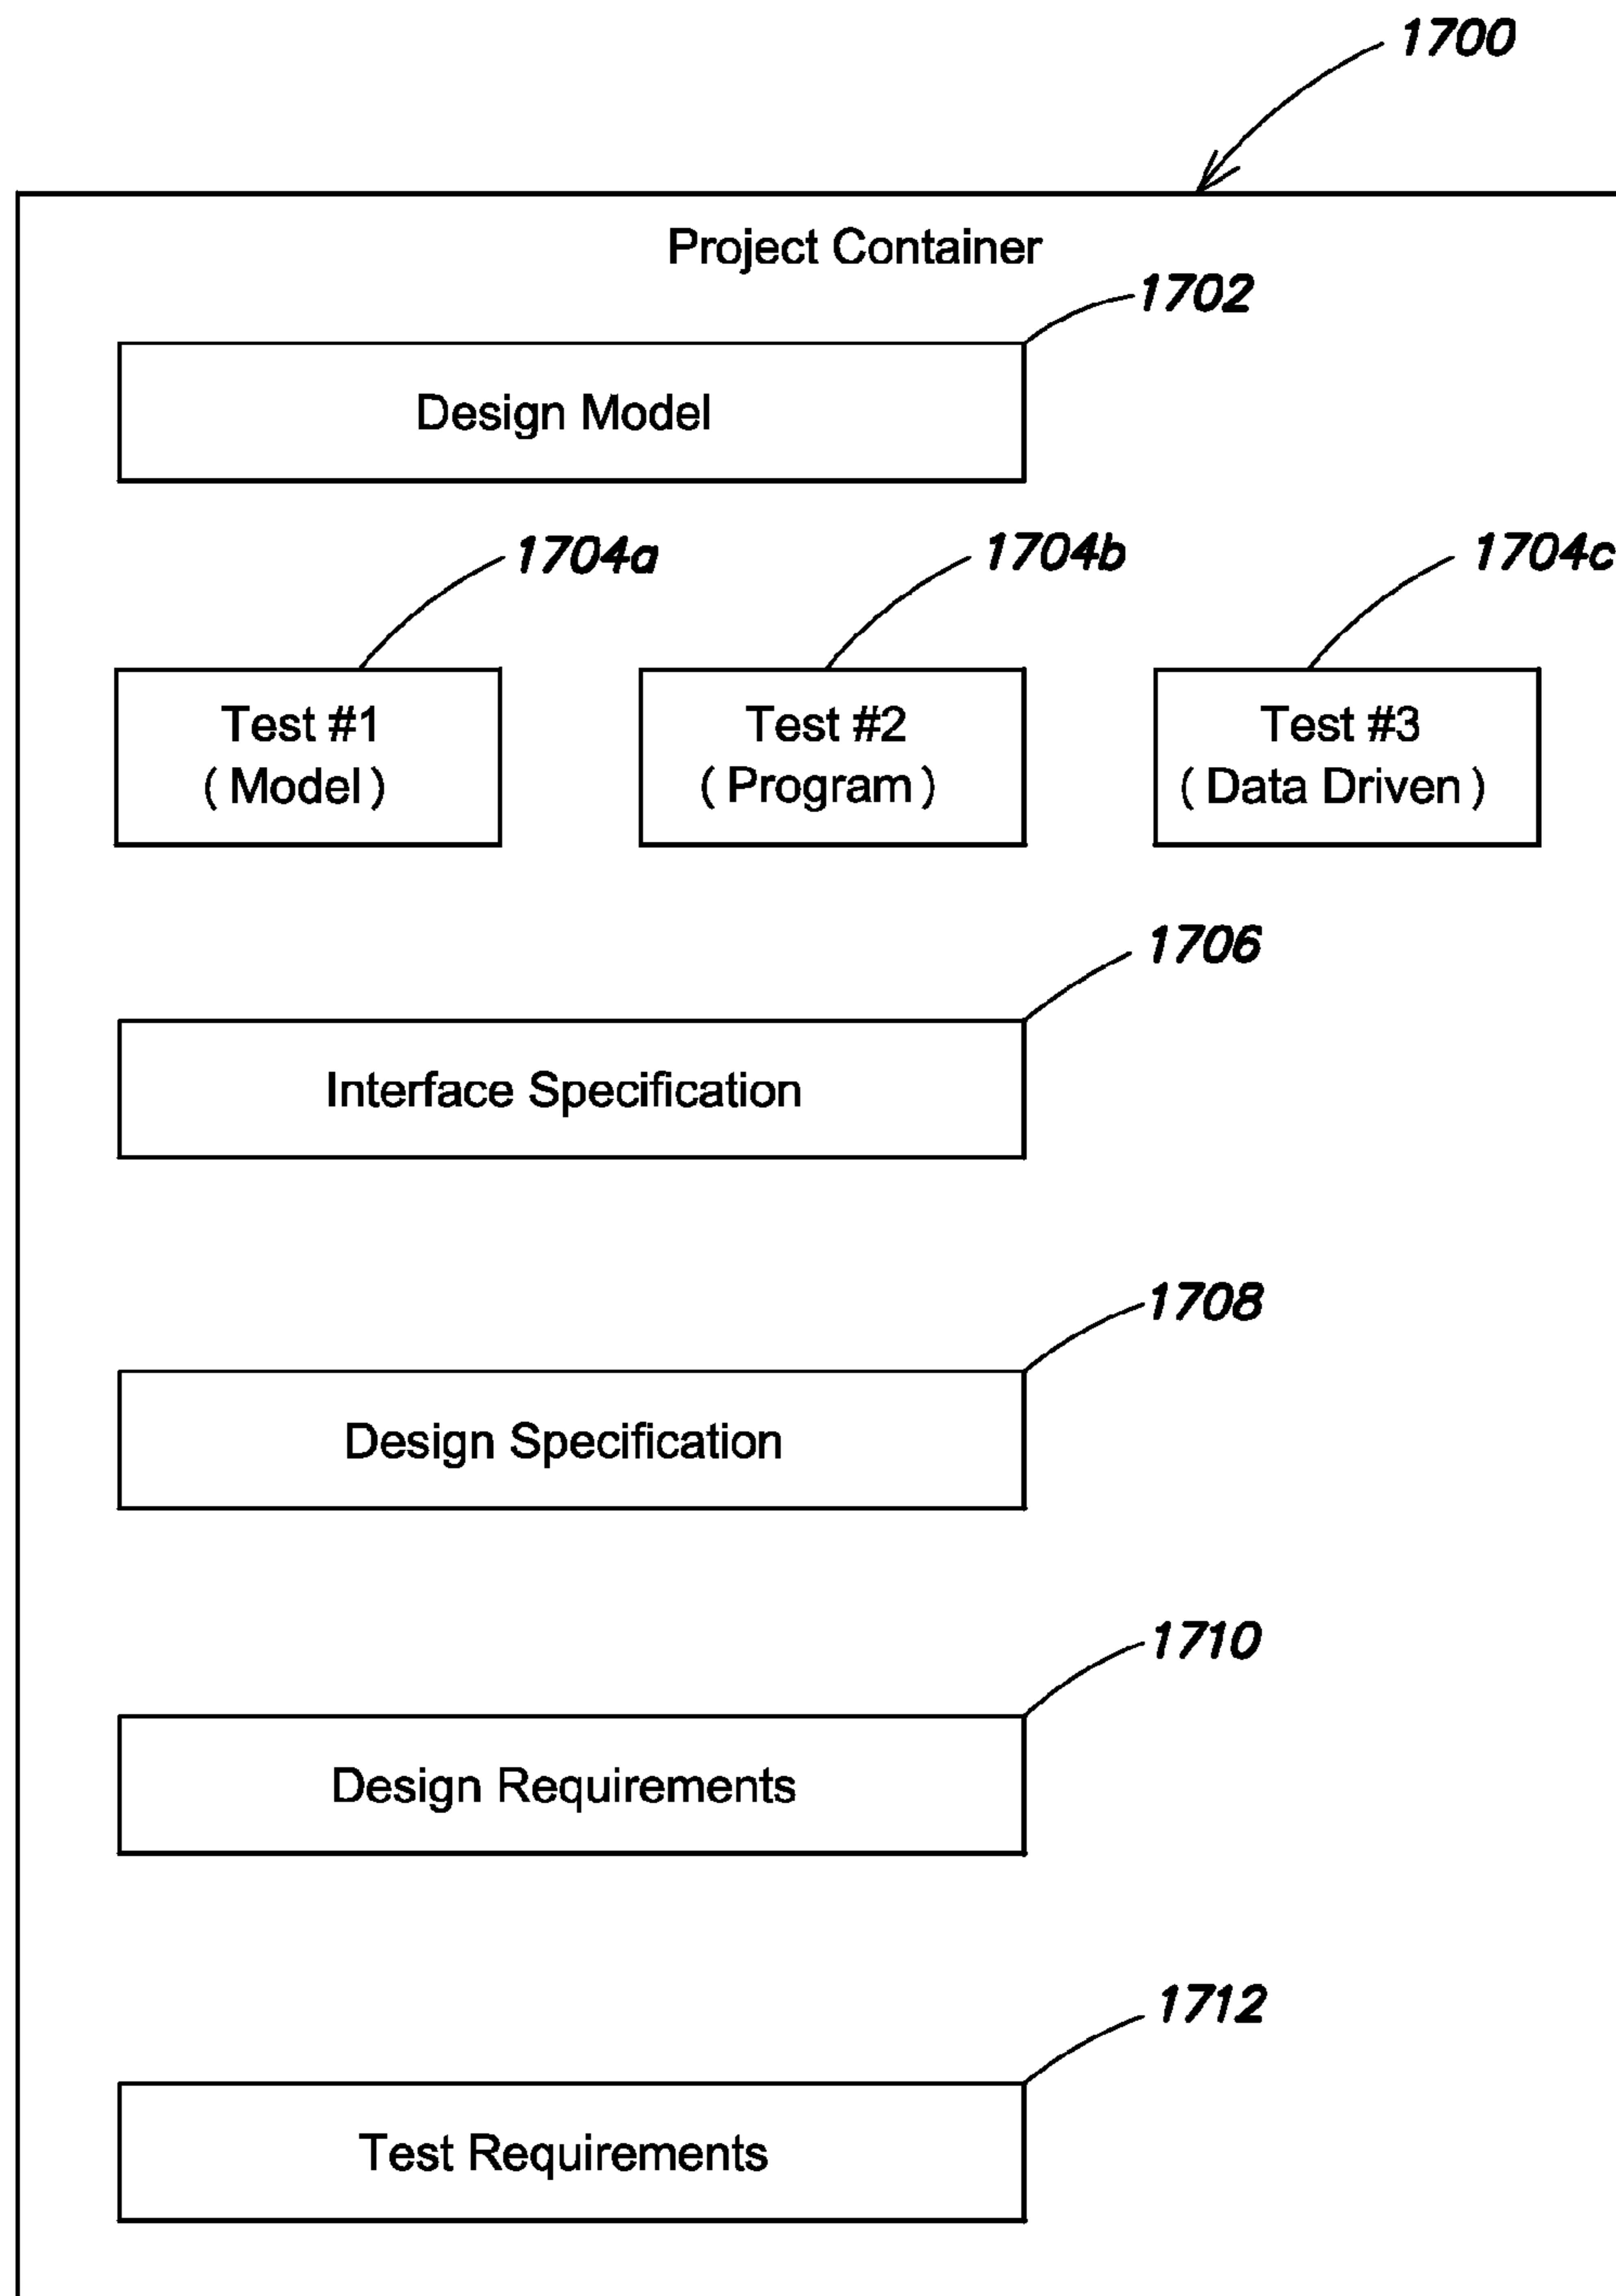 1700
Project Container
1702
Design Model
1704a
1704b
1704c
Test #1
(Model)
Test #2
(Program)
Test #3
(Data Driven)
1706
Interface Specification
1708
Design Specification
1710
Design Requirements
1712
Test Requirements